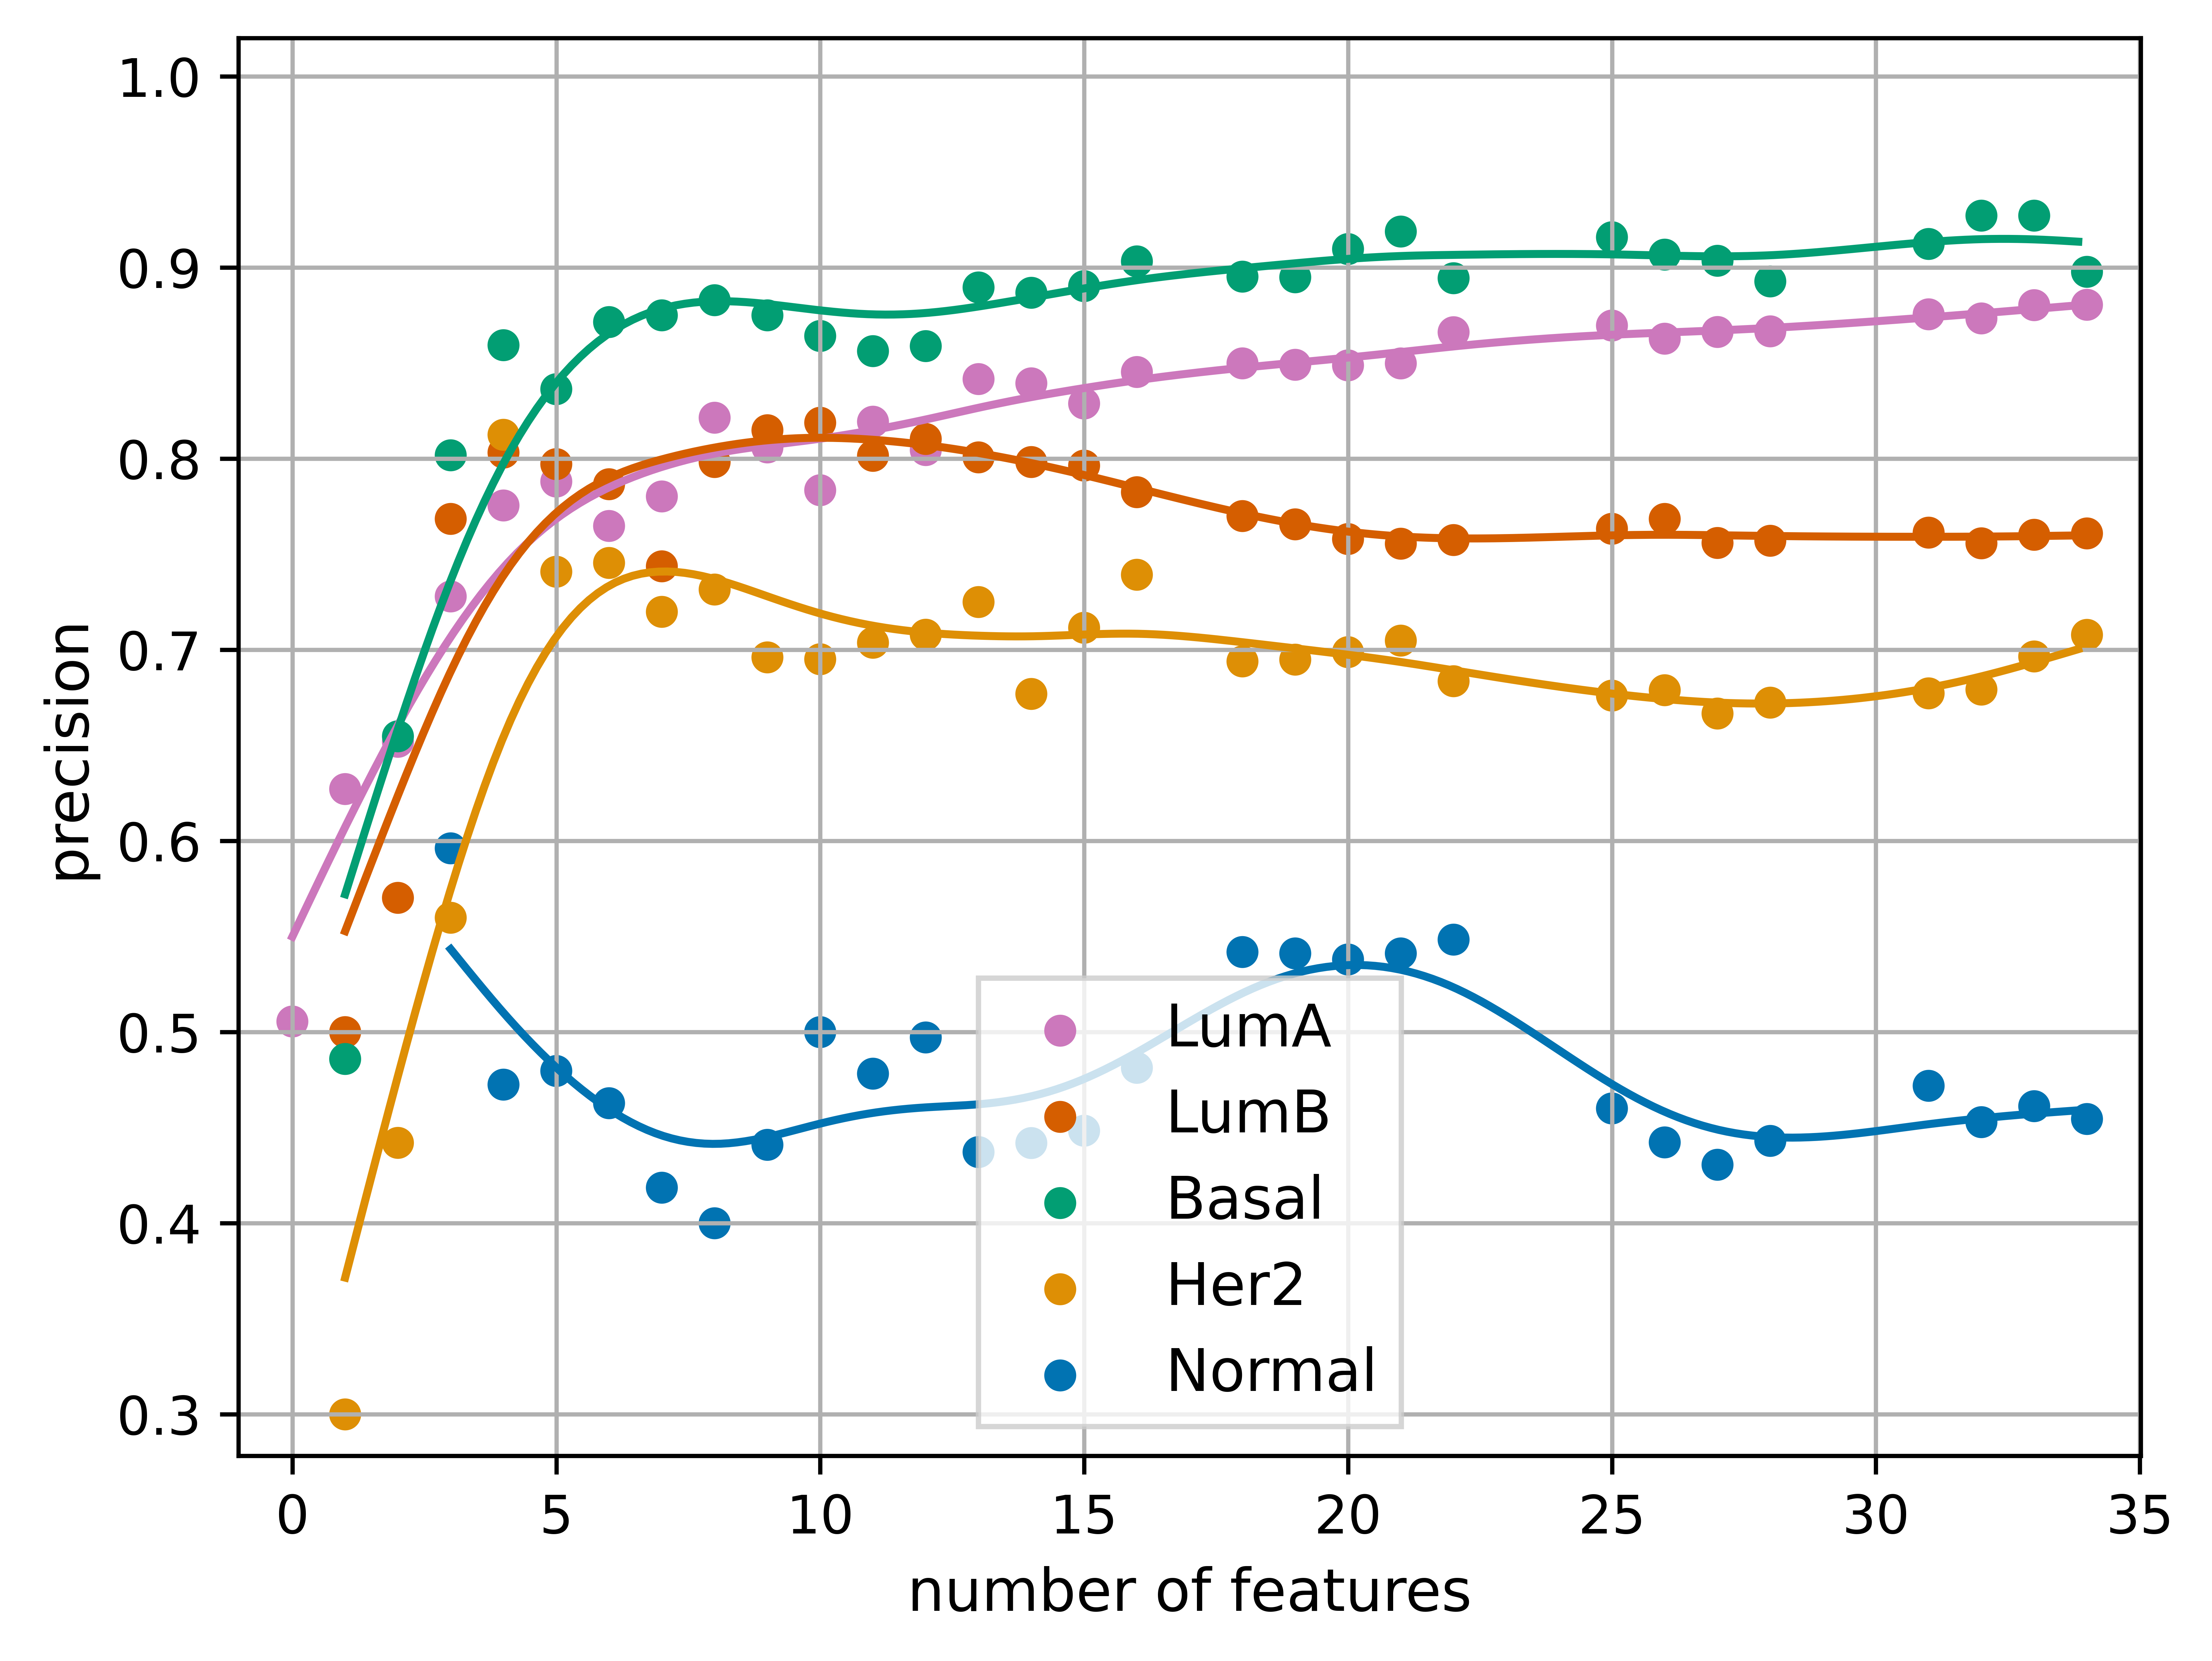 1.0
0.9
0.8
0.7
0.6
0.5
0.4
0.3
precision
LumA
LumB
Basal
Her2
Normal
0 5 10 15 20 25 30 35
number of features